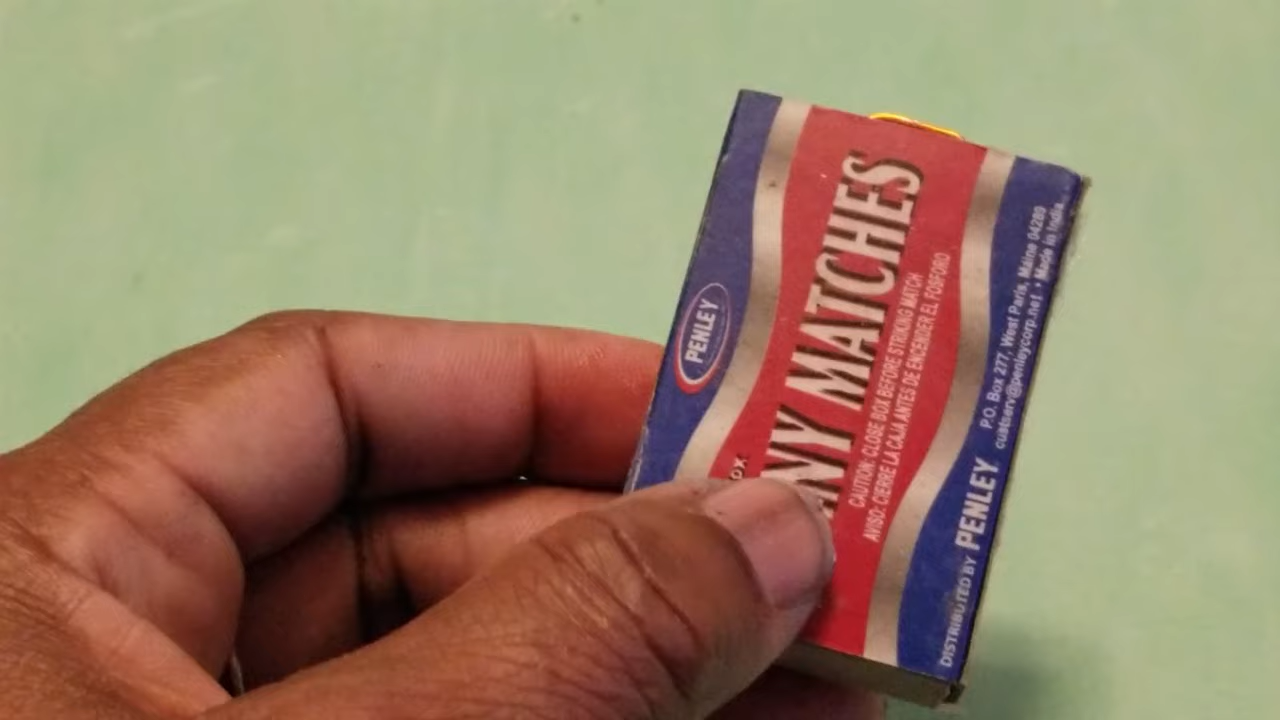 PENLEY
OX
NY MATCHES
CAUTION: CLOSE BOX BEFORE STRIKING MATCH
AVISO: CIERRE LA CAJA ANTES DE ENCENDER EL FOSFORO
DISTRIBUTED BY PENLEY
P.O. Box 277, West Paris, Maine 04289
custserv@penleycorp.net • Made in India